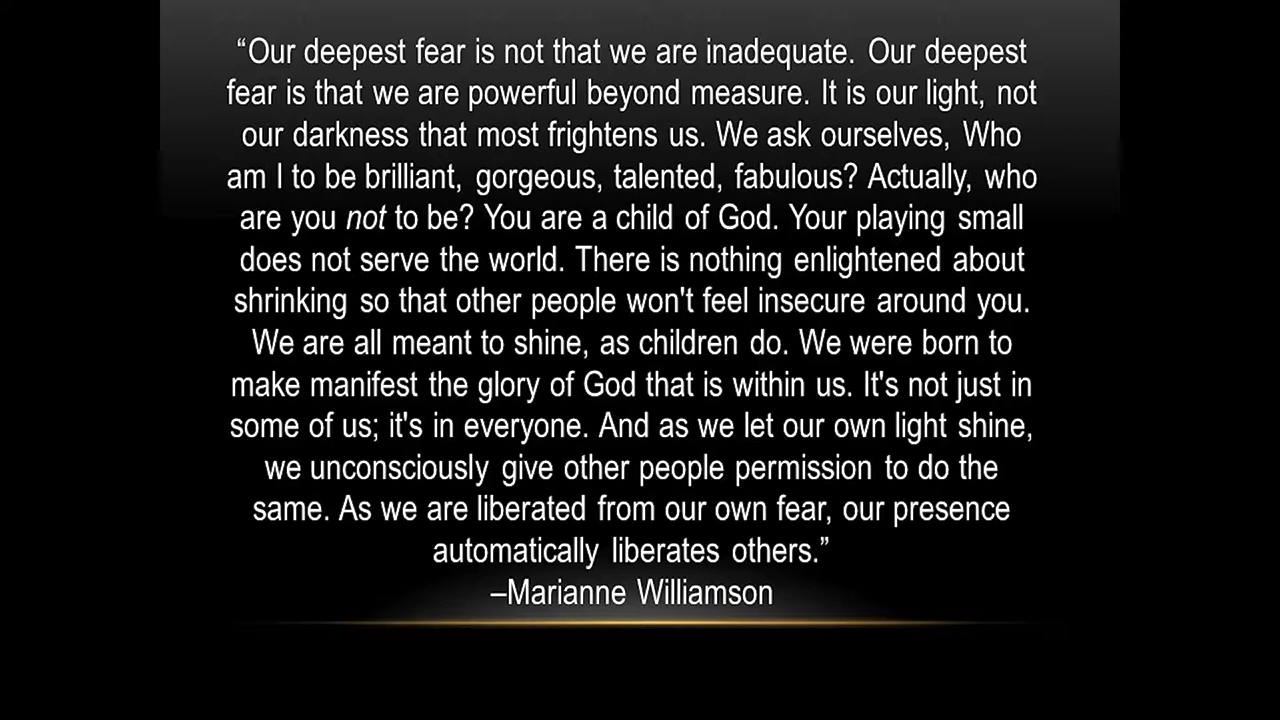 “Our deepest fear is not that we are inadequate. Our deepest
fear is that we are powerful beyond measure. It is our light, not
our darkness that most frightens us. We ask ourselves, Who
am I to be brilliant, gorgeous, talented, fabulous? Actually, who
are you not to be? You are a child of God. Your playing small
does not serve the world. There is nothing enlightened about
shrinking so that other people won't feel insecure around you.
We are all meant to shine, as children do. We were born to
make manifest the glory of God that is within us. It's not just in
some of us; it's in everyone. And as we let our own light shine,
we unconsciously give other people permission to do the
same. As we are liberated from our own fear, our presence
automatically liberates others.”
–Marianne Williamson